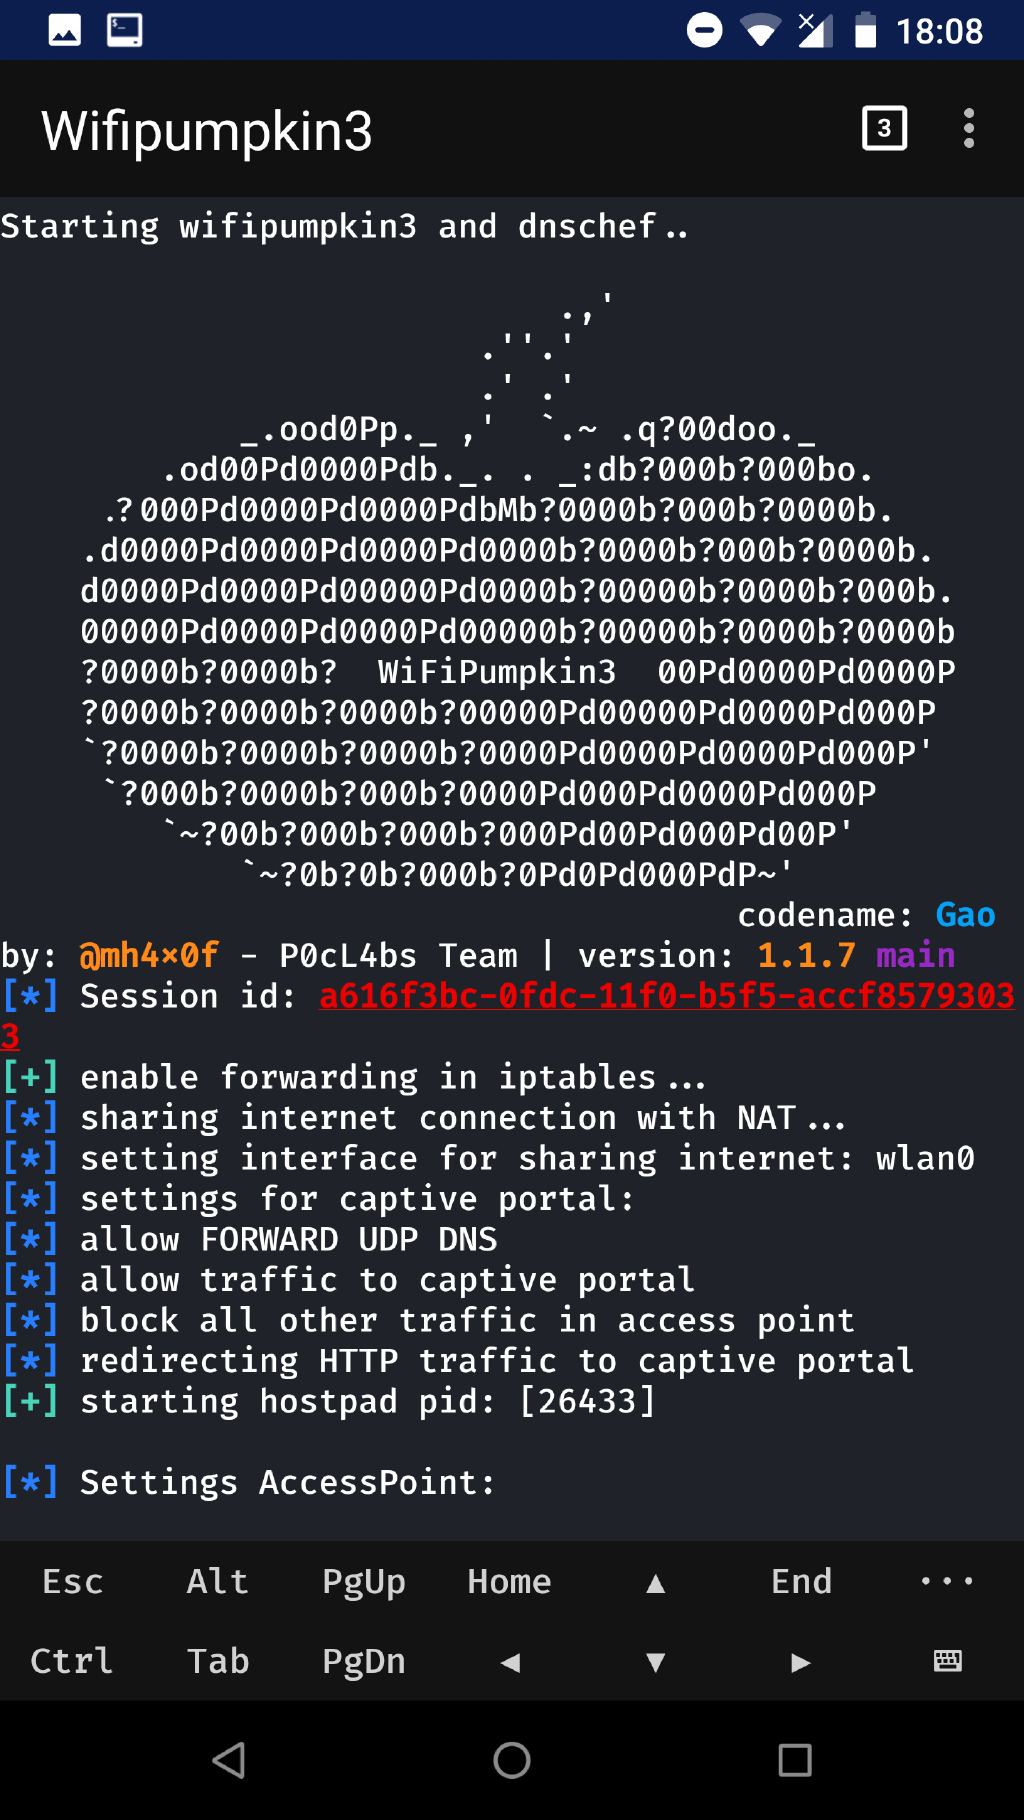 18:08
Wifipumpkin3
3
Starting wifipumpkin3 and dnschef..
.,'
.''.'
.' .'
_.ood0Pp._ ,' `.~ .q?00doo._
.od00Pd0000Pdb._. . _:db?000b?000bo.
.?000Pd0000Pd0000PdbMb?0000b?000b?0000b.
.d0000Pd0000Pd0000Pd0000b?0000b?000b?0000b.
d0000Pd0000Pd00000Pd0000b?00000b?0000b?000b.
00000Pd0000Pd0000Pd00000b?00000b?0000b?0000b
?0000b?0000b? WiFiPumpkin3 00Pd0000Pd0000P
?0000b?0000b?0000b?00000Pd00000Pd0000Pd000P
`?0000b?0000b?0000b?0000Pd0000Pd0000Pd000P'
`?000b?0000b?000b?0000Pd000Pd0000Pd000P
`~?00b?000b?000b?000Pd00Pd000Pd00P'
`~?0b?0b?000b?0Pd0Pd000PdP~'
codename: Gao
by: @mh4x0f - P0cL4bs Team | version: 1.1.7 main
[*] Session id: a616f3bc-0fdc-11f0-b5f5-accf8579303
3
[+] enable forwarding in iptables...
[*] sharing internet connection with NAT...
[*] setting interface for sharing internet: wlan0
[*] settings for captive portal:
[*] allow FORWARD UDP DNS
[*] allow traffic to captive portal
[*] block all other traffic in access point
[*] redirecting HTTP traffic to captive portal
[+] starting hostpad pid: [26433]
[*] Settings AccessPoint:
Esc Alt PgUp Home ▲ End ...
Ctrl Tab PgDn ◀ ▼ ▶